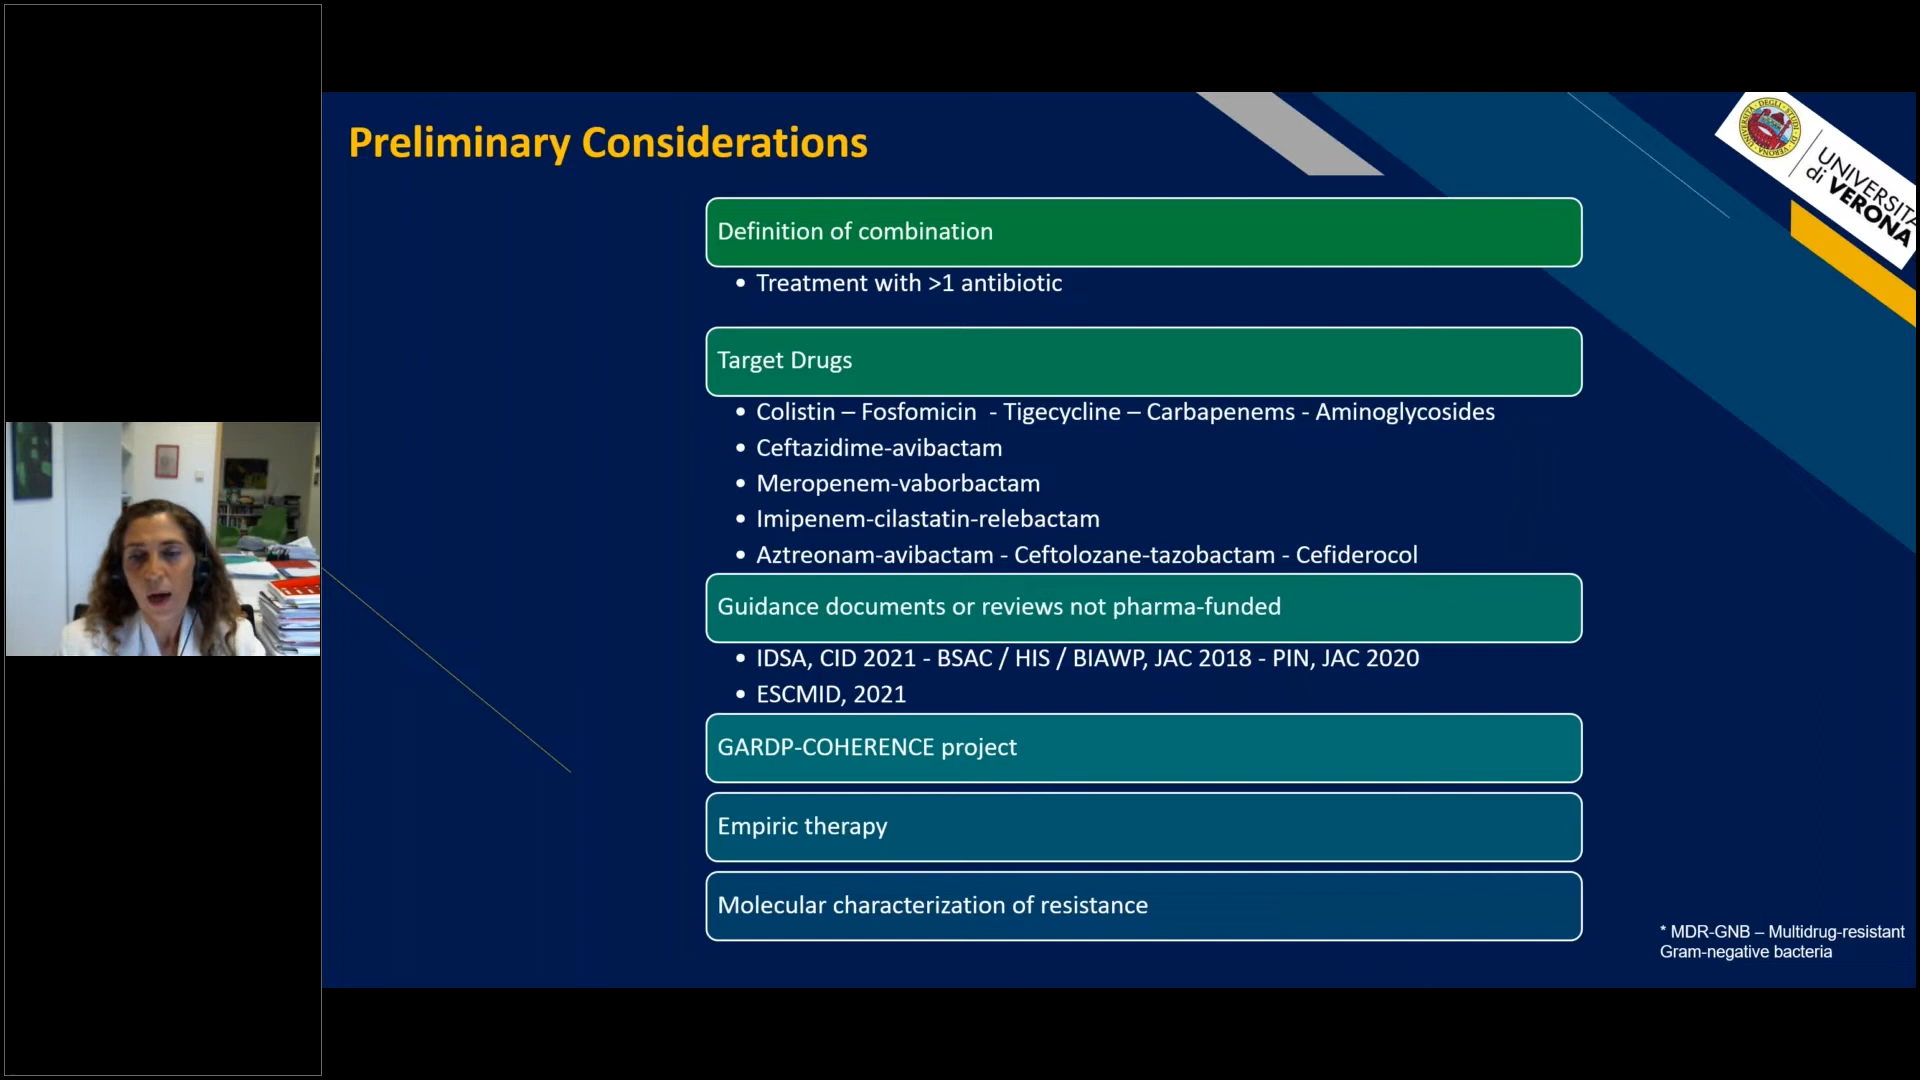 Preliminary Considerations
UNIVERSITÀ
di VERONA
Definition of combination
• Treatment with >1 antibiotic
Target Drugs
• Colistin – Fosfomicin - Tigecycline – Carbapenems - Aminoglycosides
• Ceftazidime-avibactam
• Meropenem-vaborbactam
• Imipenem-cilastatin-relebactam
• Aztreonam-avibactam - Ceftolozane-tazobactam - Cefiderocol
Guidance documents or reviews not pharma-funded
• IDSA, CID 2021 - BSAC / HIS / BIAWP, JAC 2018 - PIN, JAC 2020
• ESCMID, 2021
GARDP-COHERENCE project
Empiric therapy
Molecular characterization of resistance
* MDR-GNB – Multidrug-resistant
Gram-negative bacteria